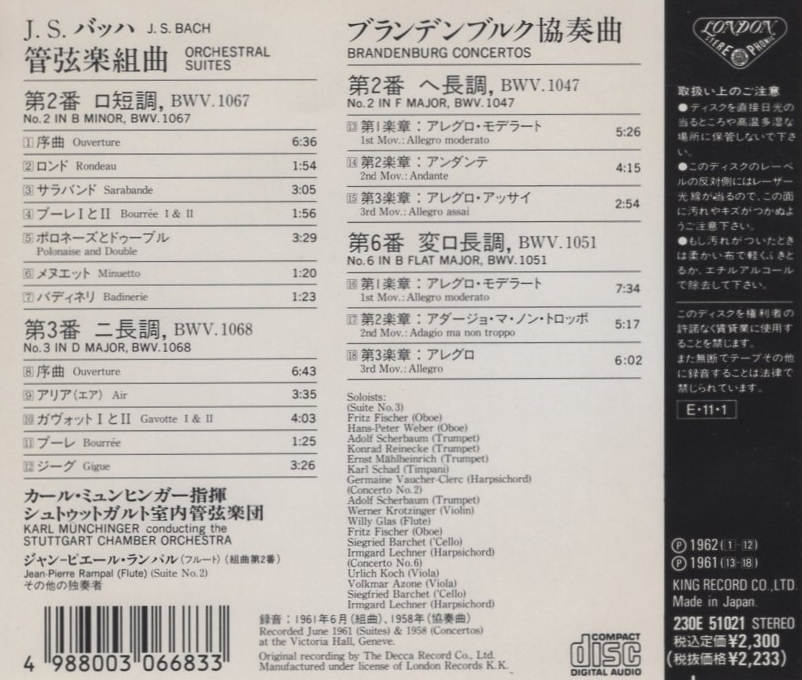 J. S. バッハ J. S. BACH
管弦楽組曲 ORCHESTRAL SUITES
第2番 ロ短調, BWV. 1067
No. 2 IN B MINOR, BWV. 1067
1 序曲 Ouverture 6:36
2 ロンド Rondeau 1:54
3 サラバンド Sarabande 3:05
4 ブーレIとII Bourrée I & II 1:56
5 ポロネーズとドゥーブル 3:29
Polonaise and Double
6 メヌエット Minuetto 1:20
7 バディネリ Badinerie 1:23
第3番 ニ長調, BWV. 1068
No. 3 IN D MAJOR, BWV. 1068
8 序曲 Ouverture 6:43
9 アリア(エア) Air 3:35
10 ガヴォットIとII Gavotte I & II 4:03
11 ブーレ Bourrée 1:25
12 ジーグ Gigue 3:26
カール・ミュンヒンガー指揮
シュトゥットガルト室内管弦楽団
KARL MÜNCHINGER conducting the
STUTTGART CHAMBER ORCHESTRA
ジャン-ピエール・ランパル(フルート)(組曲第2番)
Jean-Pierre Rampal (Flute) (Suite No. 2)
その他の独奏者
4 988003 066833
ブランデンブルク協奏曲
BRANDENBURG CONCERTOS
第2番 ヘ長調, BWV. 1047
No. 2 IN F MAJOR, BWV. 1047
13 第1楽章：アレグロ・モデラート 5:26
1st Mov.: Allegro moderato
14 第2楽章：アンダンテ 4:15
2nd Mov.: Andante
15 第3楽章：アレグロ・アッサイ 2:54
3rd Mov.: Allegro assai
第6番 変ロ長調, BWV. 1051
No. 6 IN B FLAT MAJOR, BWV. 1051
16 第1楽章：アレグロ・モデラート 7:34
1st Mov.: Allegro moderato
17 第2楽章：アダージョ・マ・ノン・トロッポ 5:17
2nd Mov.: Adagio ma non troppo
18 第3楽章：アレグロ 6:02
3rd Mov.: Allegro
Soloists:
(Suite No.3)
Fritz Fischer (Oboe)
Hans-Peter Weber (Oboe)
Adolf Scherbaum (Trumpet)
Konrad Reinecke (Trumpet)
Ernst Mählheinrich (Trumpet)
Karl Schad (Timpani)
Germaine Vaucher-Clerc (Harpsichord)
(Concerto No.2)
Adolf Scherbaum (Trumpet)
Werner Krotzinger (Violin)
Willy Glas (Flute)
Fritz Fischer (Oboe)
Siegried Barchet ('Cello)
Irmgard Lechner (Harpsichord)
(Concerto No.6)
Urlich Koch (Viola)
Volkmar Azone (Viola)
Siegfried Barchet ('Cello)
Irmgard Lechner (Harpsichord)
録音：1961年6月(組曲)、1958年(協奏曲)
Recorded June 1961 (Suites) & 1958 (Concertos)
at the Victoria Hall, Geneve.
Original recording by The Decca Record Co., Ltd.
Manufactured under license of London Records K.K.
COMPACT
disc
DIGITAL AUDIO
LONDON
STEREO PHONIC
取扱い上のご注意
●ディスクを直接日光の
当るところや高温多湿な
場所に保管しないで下さ
い。
●このディスクのレーベ
ルの反対側にはレーザー
光線が当るので、この面
に汚れやキズがつかぬよ
うご注意下さい。
●もし汚れがついたとき
は柔かい布で軽くふきと
るか、エチルアルコール
で除去して下さい。
このディスクを権利者の
許諾なく賃貸業に使用す
ることを禁じます。
また無断でテープその他
に録音することは法律で
禁じられています。
E・11・1
Ⓟ 1962 (1-12)
Ⓟ 1961 (13-18)
KING RECORD CO., LTD.
Made in Japan.
230E 51021 STEREO
税込定価¥2,300
(税抜価格¥2,233)